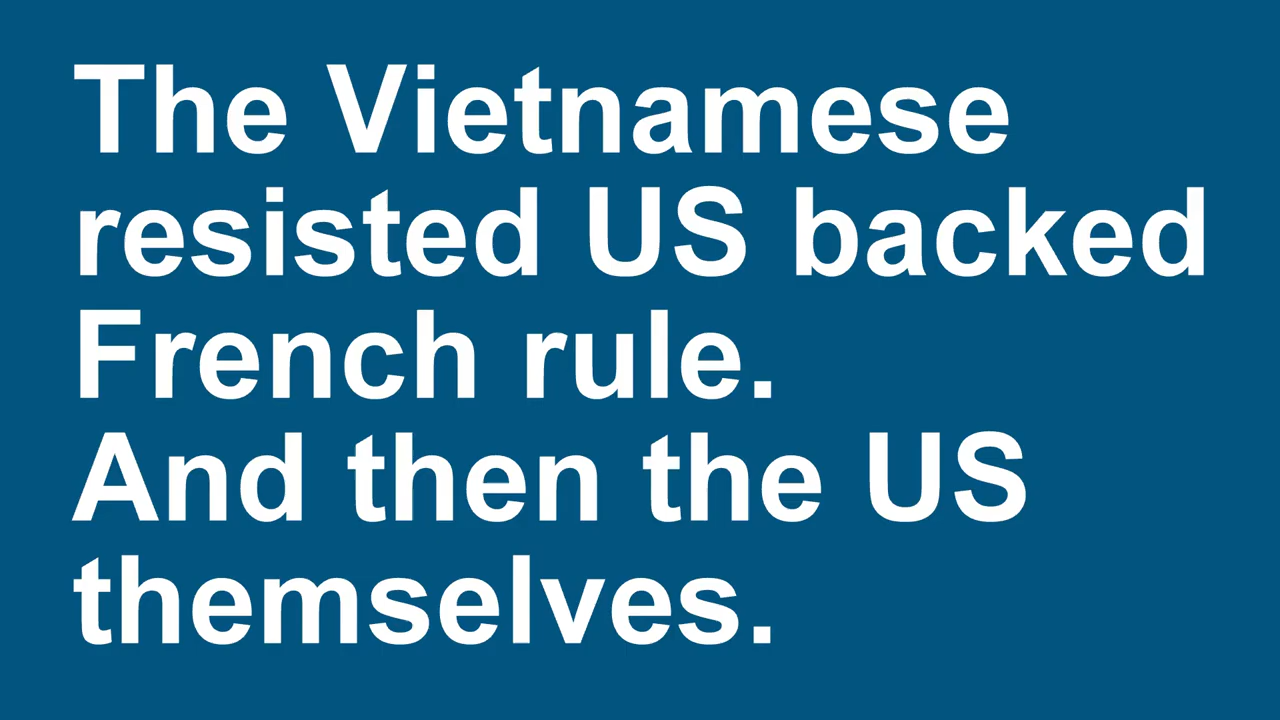 The Vietnamese
resisted US backed
French rule.
And then the US
themselves.